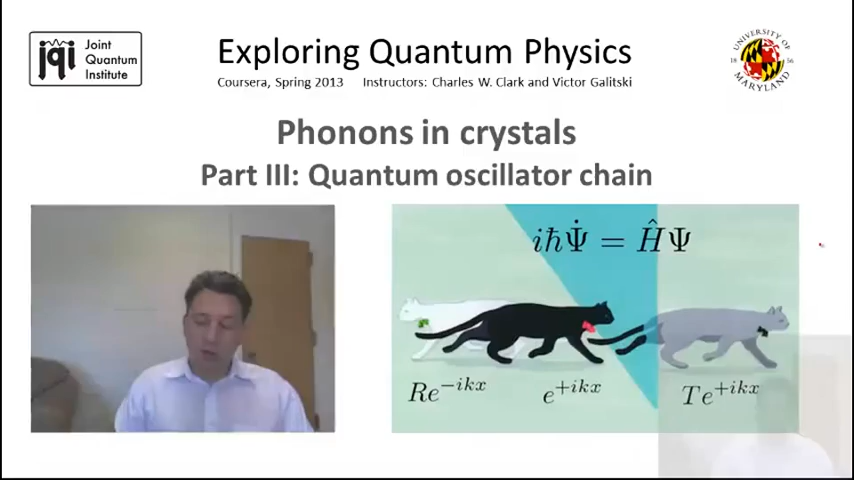 Joint
Quantum
Institute
jqi
Exploring Quantum Physics
Coursera, Spring 2013 Instructors: Charles W. Clark and Victor Galitski
UNIVERSITY OF
MARYLAND
18 56
Phonons in crystals
Part III: Quantum oscillator chain
iħΨ̇ = ĤΨ
Re^{-ikx} e^{+ikx} Te^{+ikx}